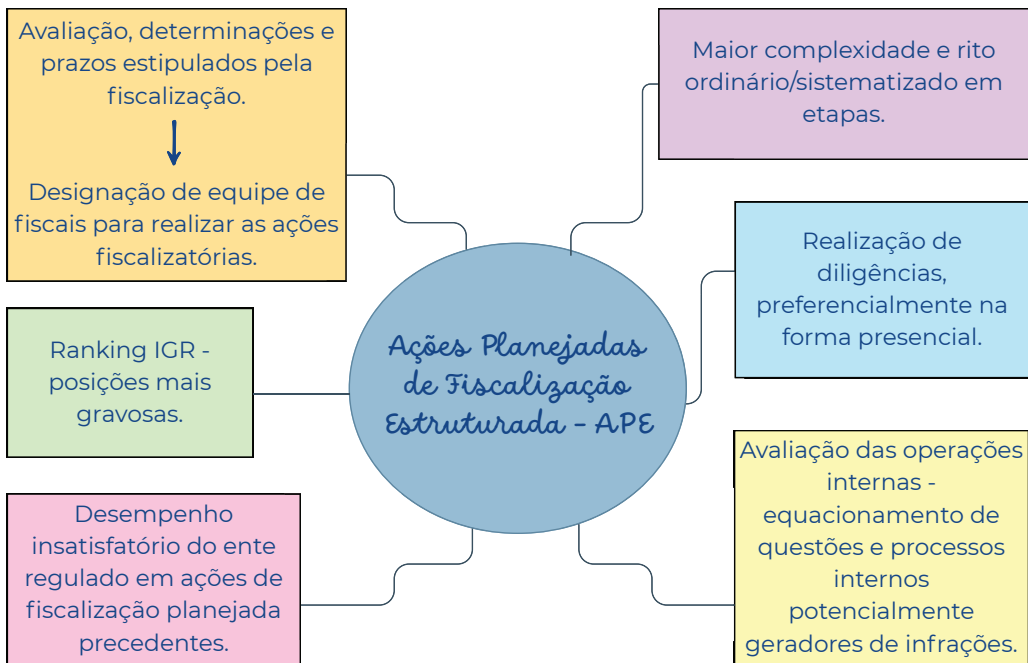 Avaliação, determinações e
prazos estipulados pela
fiscalização.
Designação de equipe de
fiscais para realizar as ações
fiscalizatórias.
Maior complexidade e rito
ordinário/sistematizado em
etapas.
Realização de
diligências,
preferencialmente na
forma presencial.
Ranking IGR -
posições mais
gravosas.
Ações Planejadas
de Fiscalização
Estruturada - APE
Avaliação das operações
internas -
equacionamento de
questões e processos
internos
potencialmente
geradores de infrações.
Desempenho
insatisfatório do ente
regulado em ações de
fiscalização planejada
precedentes.